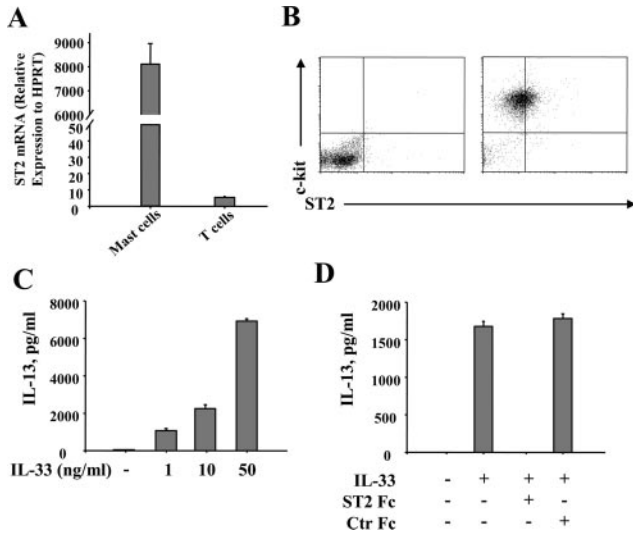 A
ST2 mRNA (Relative
Expression to HPRT)
9000
8000
7000
6000
50
40
30
20
10
0
Mast cells
T cells
B
c-kit
ST2
C
IL-13, pg/ml
8000
6000
4000
2000
0
IL-33 (ng/ml) - 1 10 50
D
IL-13, pg/ml
2000
1500
1000
500
0
IL-33 - + + +
ST2 Fc - - + -
Ctr Fc - - - +